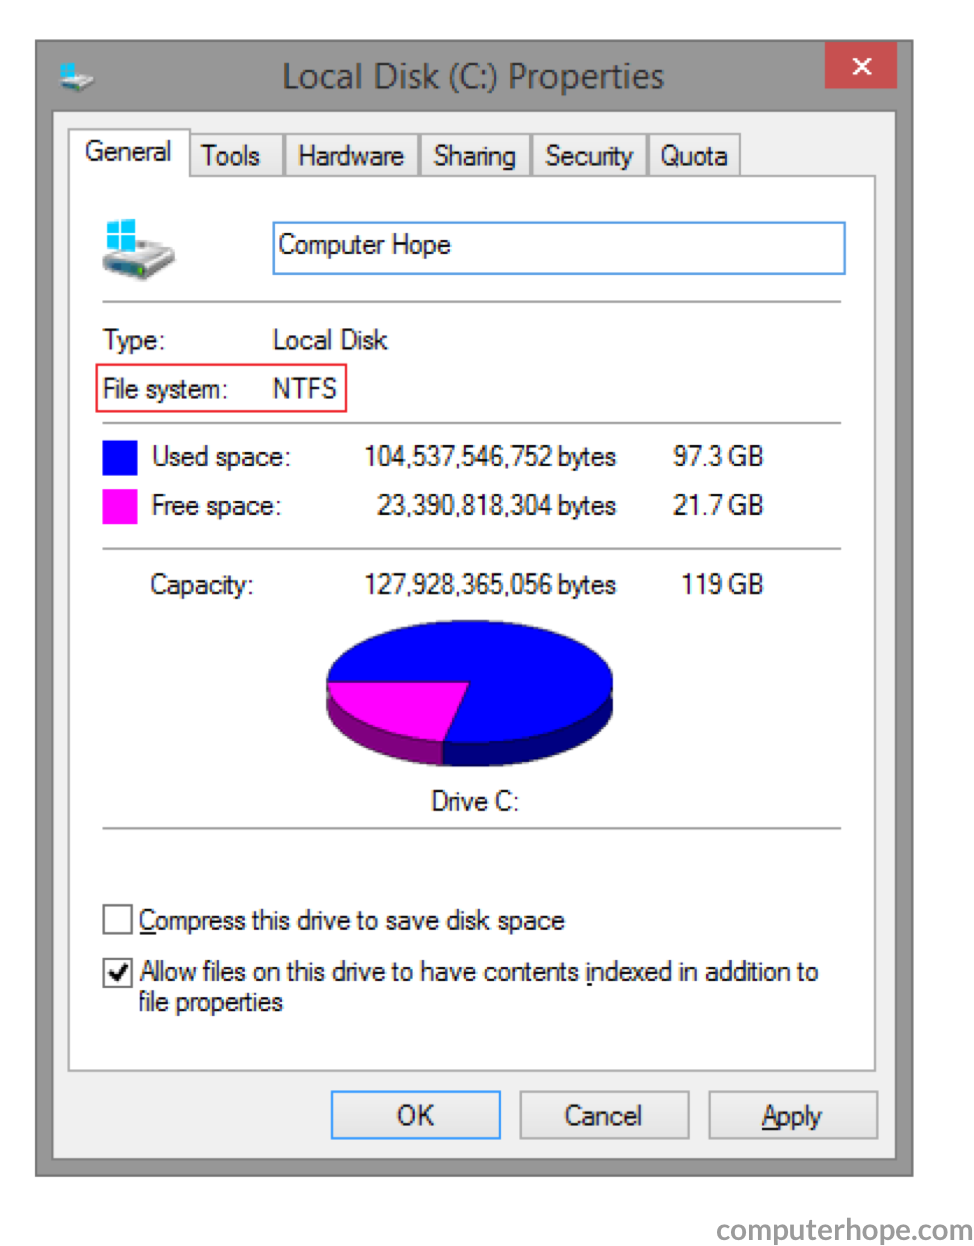 Local Disk (C:) Properties
General Tools Hardware Sharing Security Quota
Computer Hope
Type: Local Disk
File system: NTFS
Used space: 104,537,546,752 bytes 97.3 GB
Free space: 23,390,818,304 bytes 21.7 GB
Capacity: 127,928,365,056 bytes 119 GB
Drive C:
Compress this drive to save disk space
Allow files on this drive to have contents indexed in addition to
file properties
OK Cancel Apply
computerhope.com